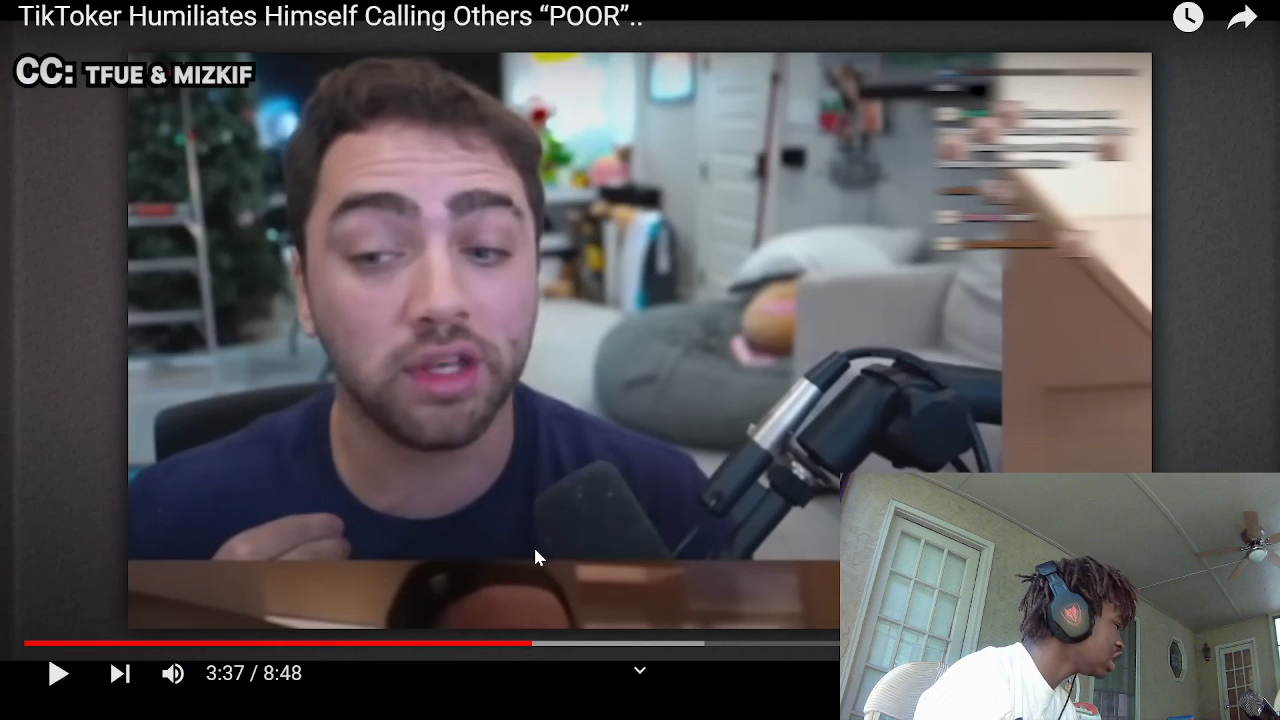 TikToker Humiliates Himself Calling Others “POOR”..
CC: TFUE & MIZKIF
3:37 / 8:48